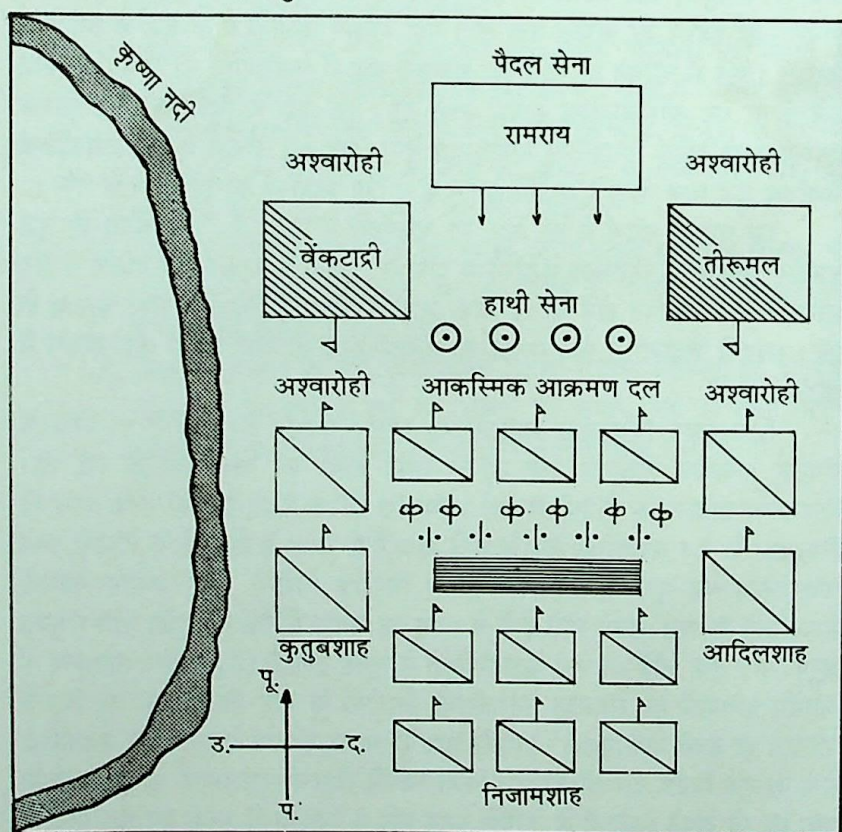 कृष्णा नदी
पैदल सेना
रामराय
अश्वारोही
अश्वारोही
वेंकटाद्री
तीरूमल
हाथी सेना
अश्वारोही
आकस्मिक आक्रमण दल
अश्वारोही
कुतुबशाह
आदिलशाह
पू.
उ.
द.
प.
निजामशाह